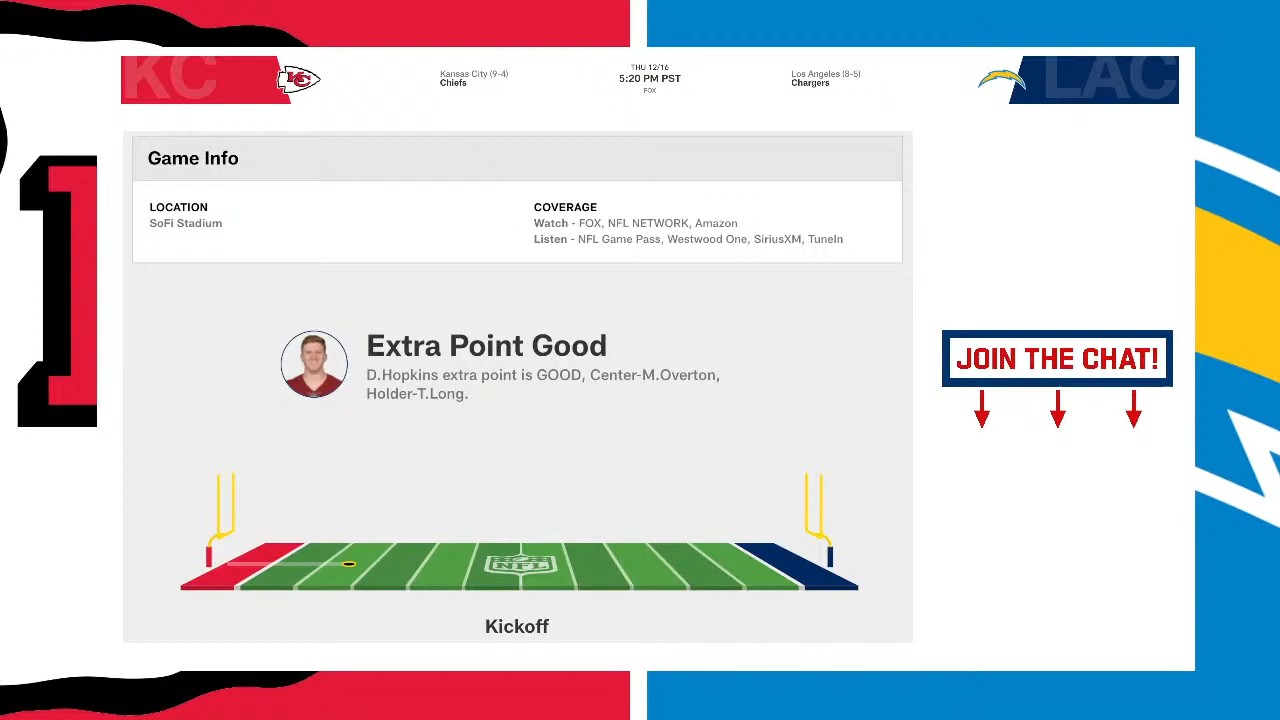 KC
Kansas City (9-4)
Chiefs
THU 12/16
5:20 PM PST
FOX
Los Angeles (8-5)
Chargers
LAC
Game Info
LOCATION
SoFi Stadium
COVERAGE
Watch - FOX, NFL NETWORK, Amazon
Listen - NFL Game Pass, Westwood One, SiriusXM, TuneIn
Extra Point Good
D.Hopkins extra point is GOOD, Center-M.Overton,
Holder-T.Long.
JOIN THE CHAT!
NFL
Kickoff